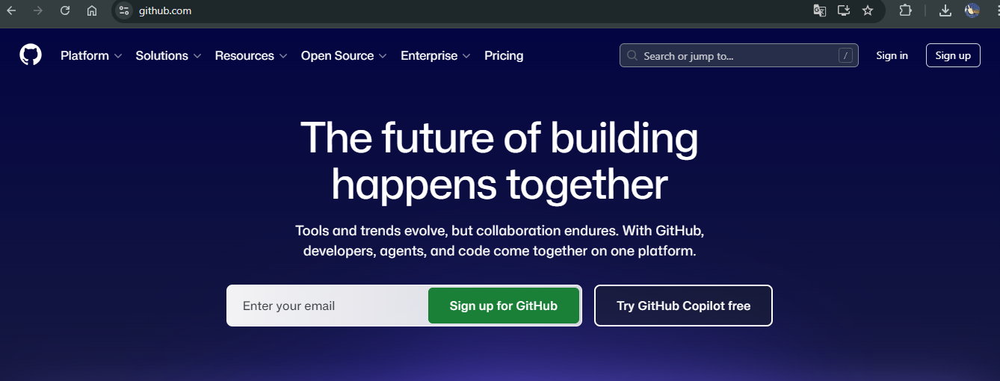 github.com
Platform Solutions Resources Open Source Enterprise Pricing Search or jump to... / Sign in Sign up
The future of building
happens together
Tools and trends evolve, but collaboration endures. With GitHub,
developers, agents, and code come together on one platform.
Enter your email Sign up for GitHub Try GitHub Copilot free